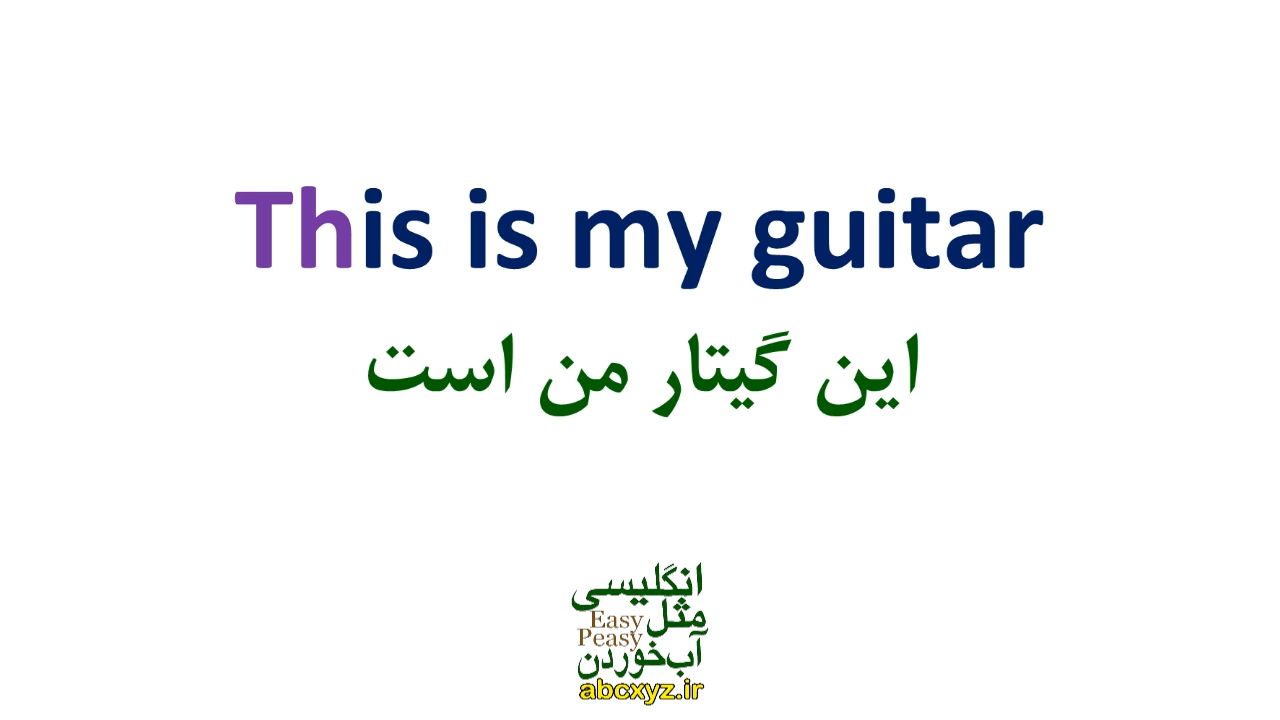 This is my guitar
این گیتار من است
انگلیسی
مثل Easy
Peasy
آب‌خوردن
abcxyz.ir